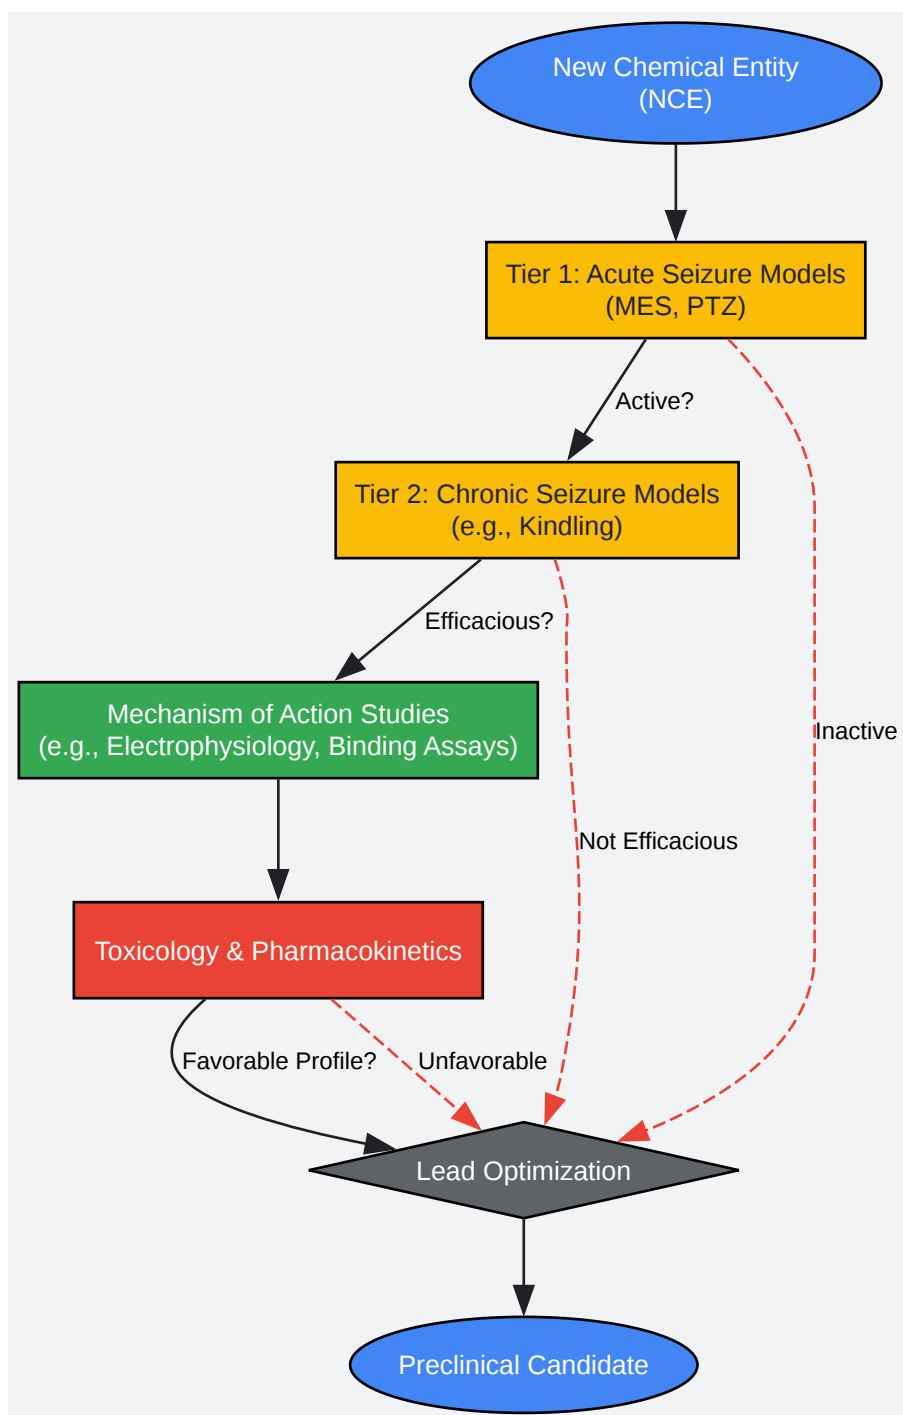 New Chemical Entity
(NCE)
Tier 1: Acute Seizure Models
(MES, PTZ)
Active?
Tier 2: Chronic Seizure Models
(e.g., Kindling)
Efficacious?
Mechanism of Action Studies
(e.g., Electrophysiology, Binding Assays)
Inactive
Not Efficacious
Toxicology & Pharmacokinetics
Favorable Profile?
Unfavorable
Lead Optimization
Preclinical Candidate